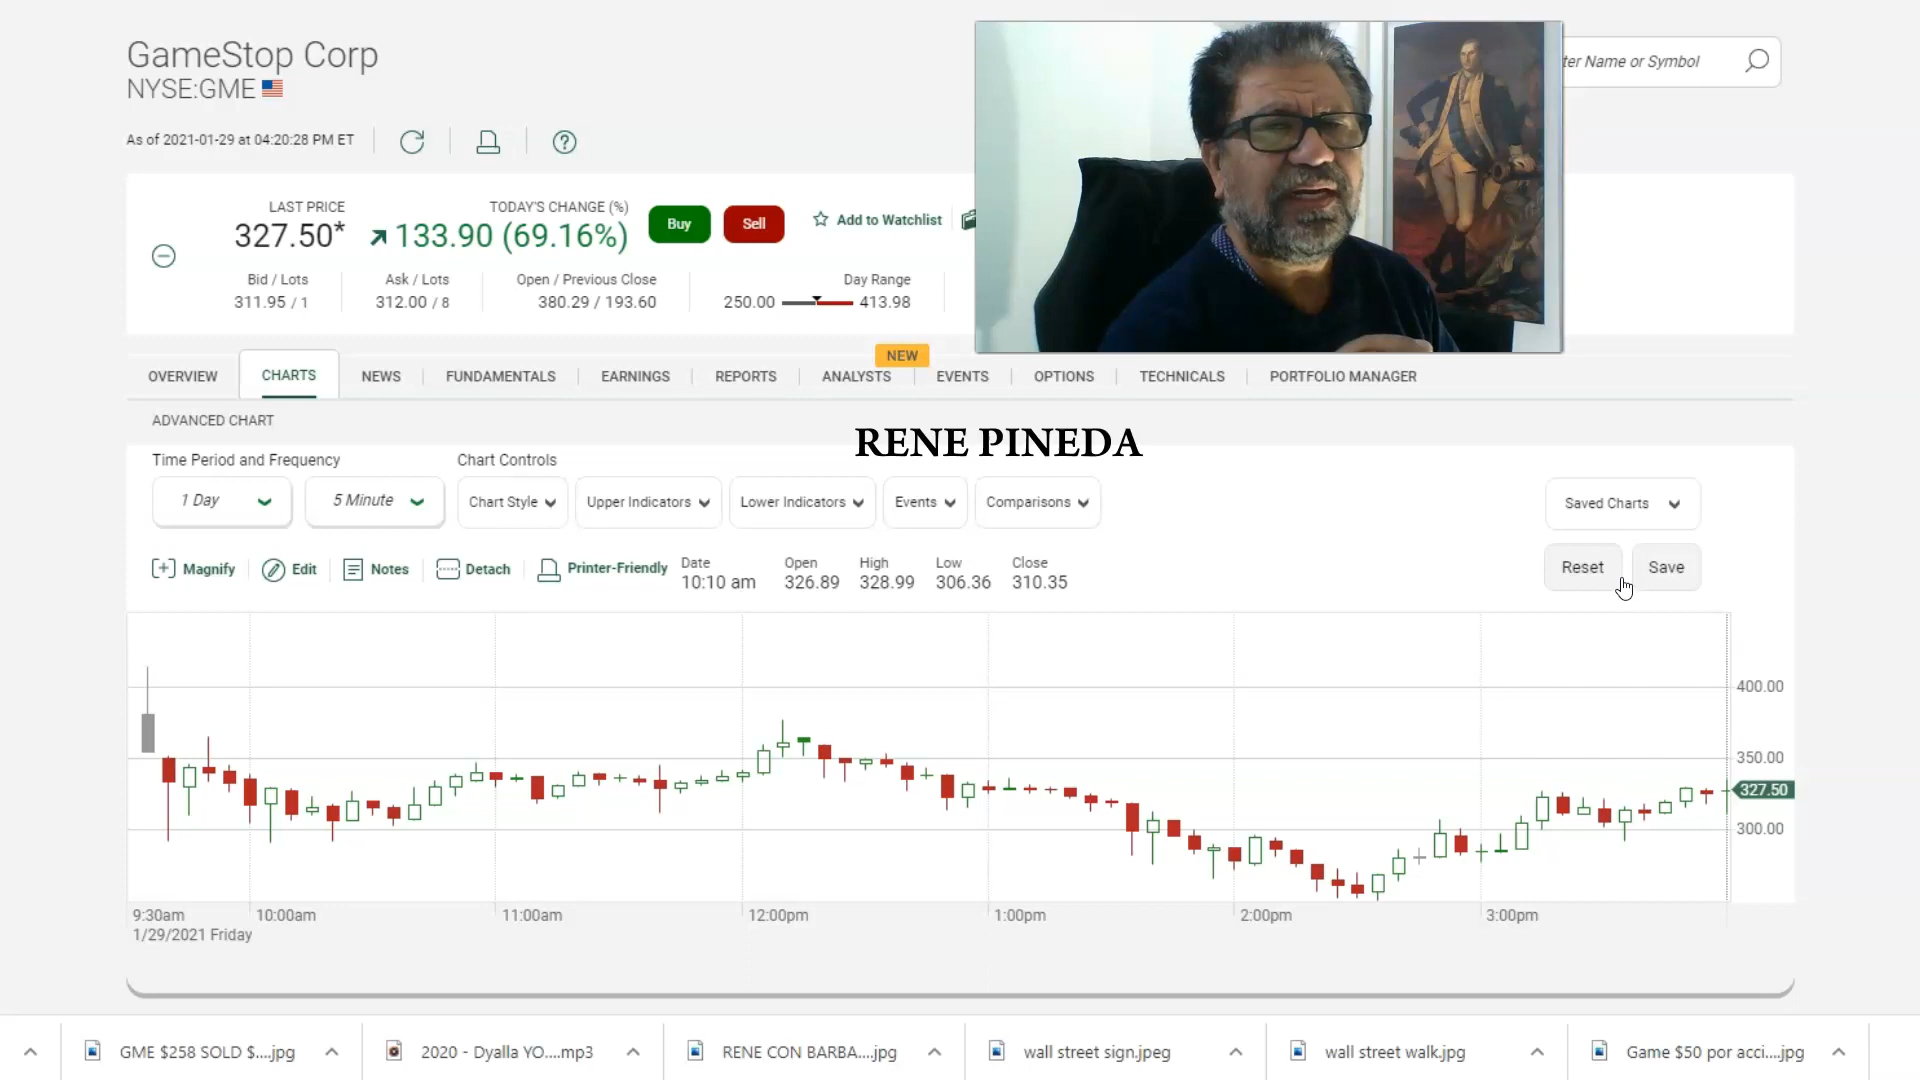 GameStop Corp
NYSE:GME
ter Name or Symbol
As of 2021-01-29 at 04:20:28 PM ET
LAST PRICE
327.50*
TODAY'S CHANGE (%)
133.90 (69.16%)
Buy
Sell
Add to Watchlist
Bid / Lots
311.95 / 1
Ask / Lots
312.00 / 8
Open / Previous Close
380.29 / 193.60
Day Range
250.00 413.98
NEW
OVERVIEW CHARTS NEWS FUNDAMENTALS EARNINGS REPORTS ANALYSTS EVENTS OPTIONS TECHNICALS PORTFOLIO MANAGER
ADVANCED CHART
RENE PINEDA
Time Period and Frequency
Chart Controls
1 Day 5 Minute Chart Style Upper Indicators Lower Indicators Events Comparisons Saved Charts
Magnify Edit Notes Detach Printer-Friendly
Date Open High Low Close
10:10 am 326.89 328.99 306.36 310.35
Reset Save
400.00
350.00
327.50
300.00
9:30am 10:00am 11:00am 12:00pm 1:00pm 2:00pm 3:00pm
1/29/2021 Friday
GME $258 SOLD $....jpg 2020 - Dyalla YO....mp3 RENE CON BARBA....jpg wall street sign.jpeg wall street walk.jpg Game $50 por acci....jpg